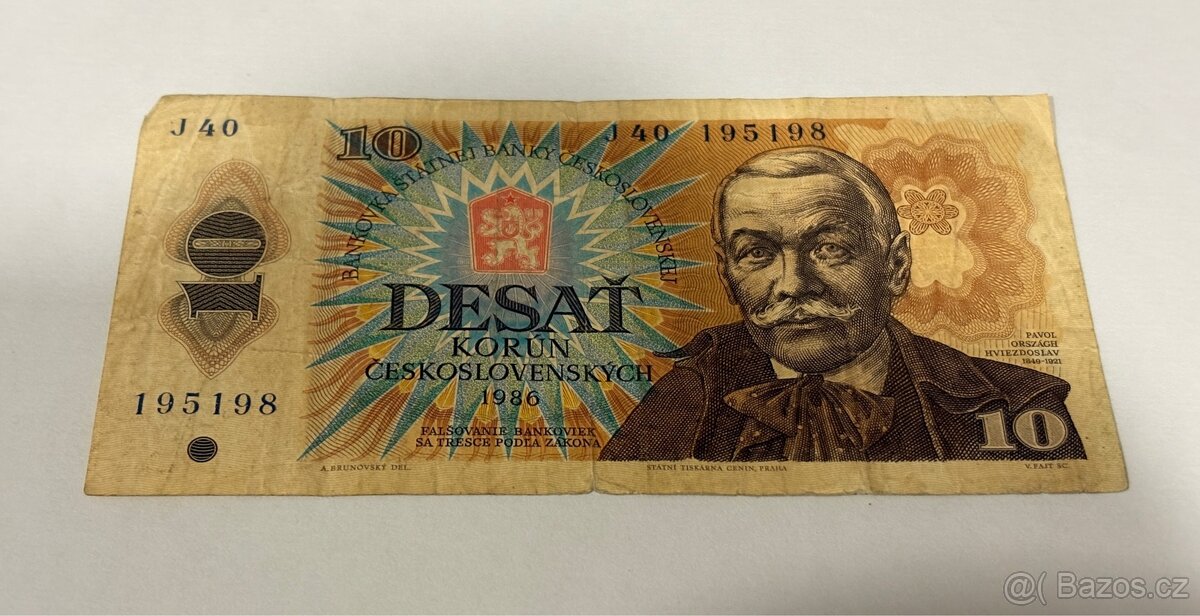 J 40
10
J 40 195198
BANKOVKA ŠTÁTNEJ BANKY ČESKOSLOVENSKEJ
10
DESAŤ
KORÚN
ČESKOSLOVENSKÝCH
1986
195198
FALŠOVANIE BANKOVIEK
SA TRESCE PODĽA ZÁKONA
PAVOL
ORSZÁGH
HVIEZDOSLAV
1849-1921
10
A. BRUNOVSKÝ DEL.
STÁTNÍ TISKÁRNA CENIN, PRAHA
V. FAJT SC.
@( Bazos.cz